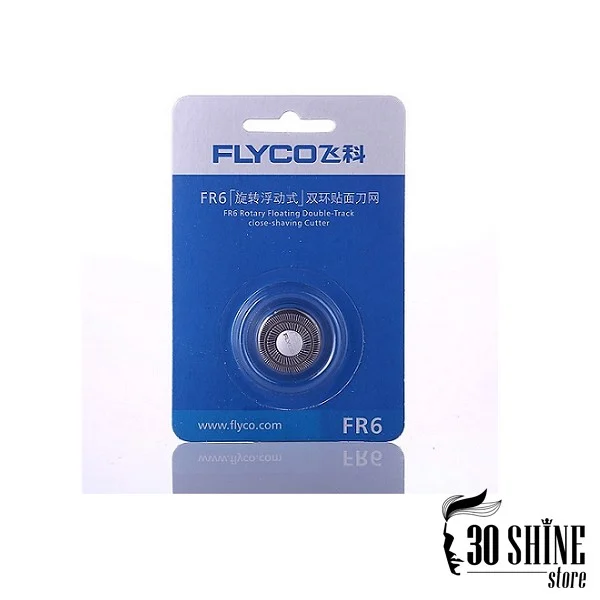 FLYCO飞科
FR6「旋转浮动式」双环贴面刀网
FR6 Rotary Floating Double-Track
close-shaving Cutter
www.flyco.com
FR6
30 SHINE
store